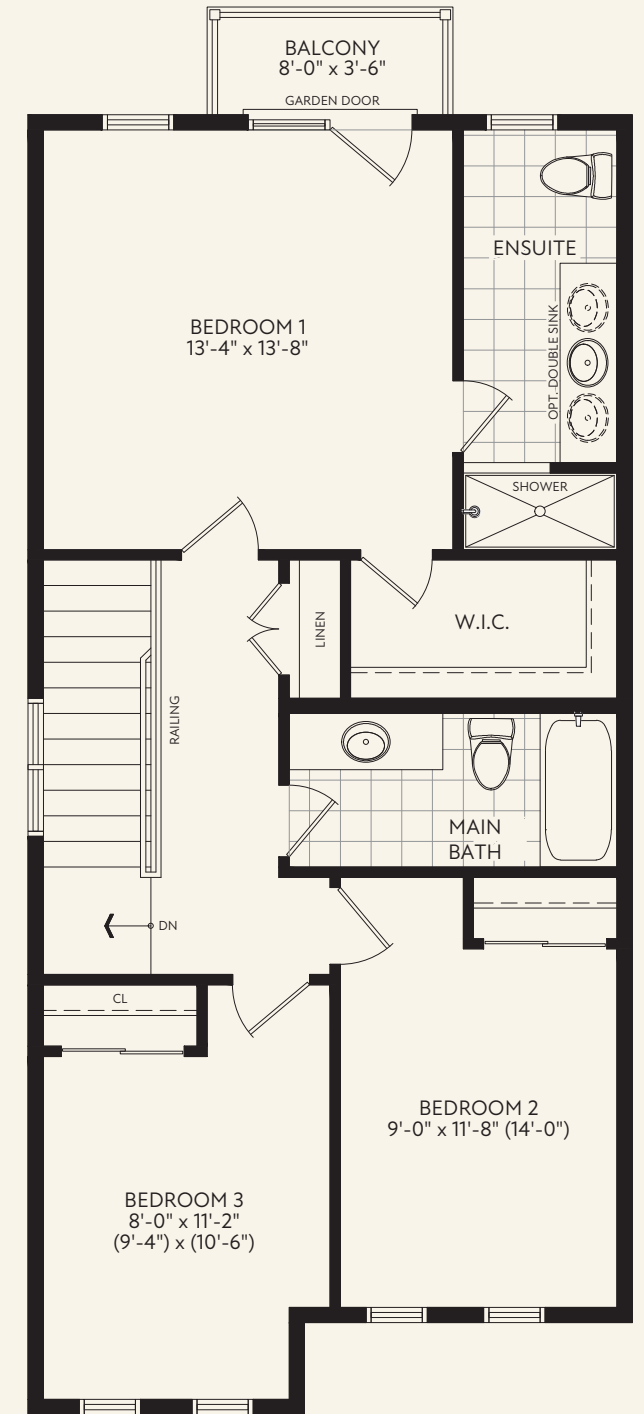 BALCONY
8'-0" x 3'-6"
GARDEN DOOR
ENSUITE
BEDROOM 1
13'-4" x 13'-8"
OPT. DOUBLE SINK
SHOWER
LINEN
W.I.C.
RAILING
MAIN
BATH
DN
CL
BEDROOM 2
9'-0" x 11'-8" (14'-0")
BEDROOM 3
8'-0" x 11'-2"
(9'-4") x (10'-6")